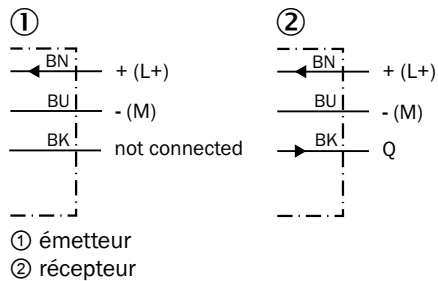 ① ②
BN + (L+) BN + (L+)
BU - (M) BU - (M)
BK not connected BK Q
① émetteur
② récepteur